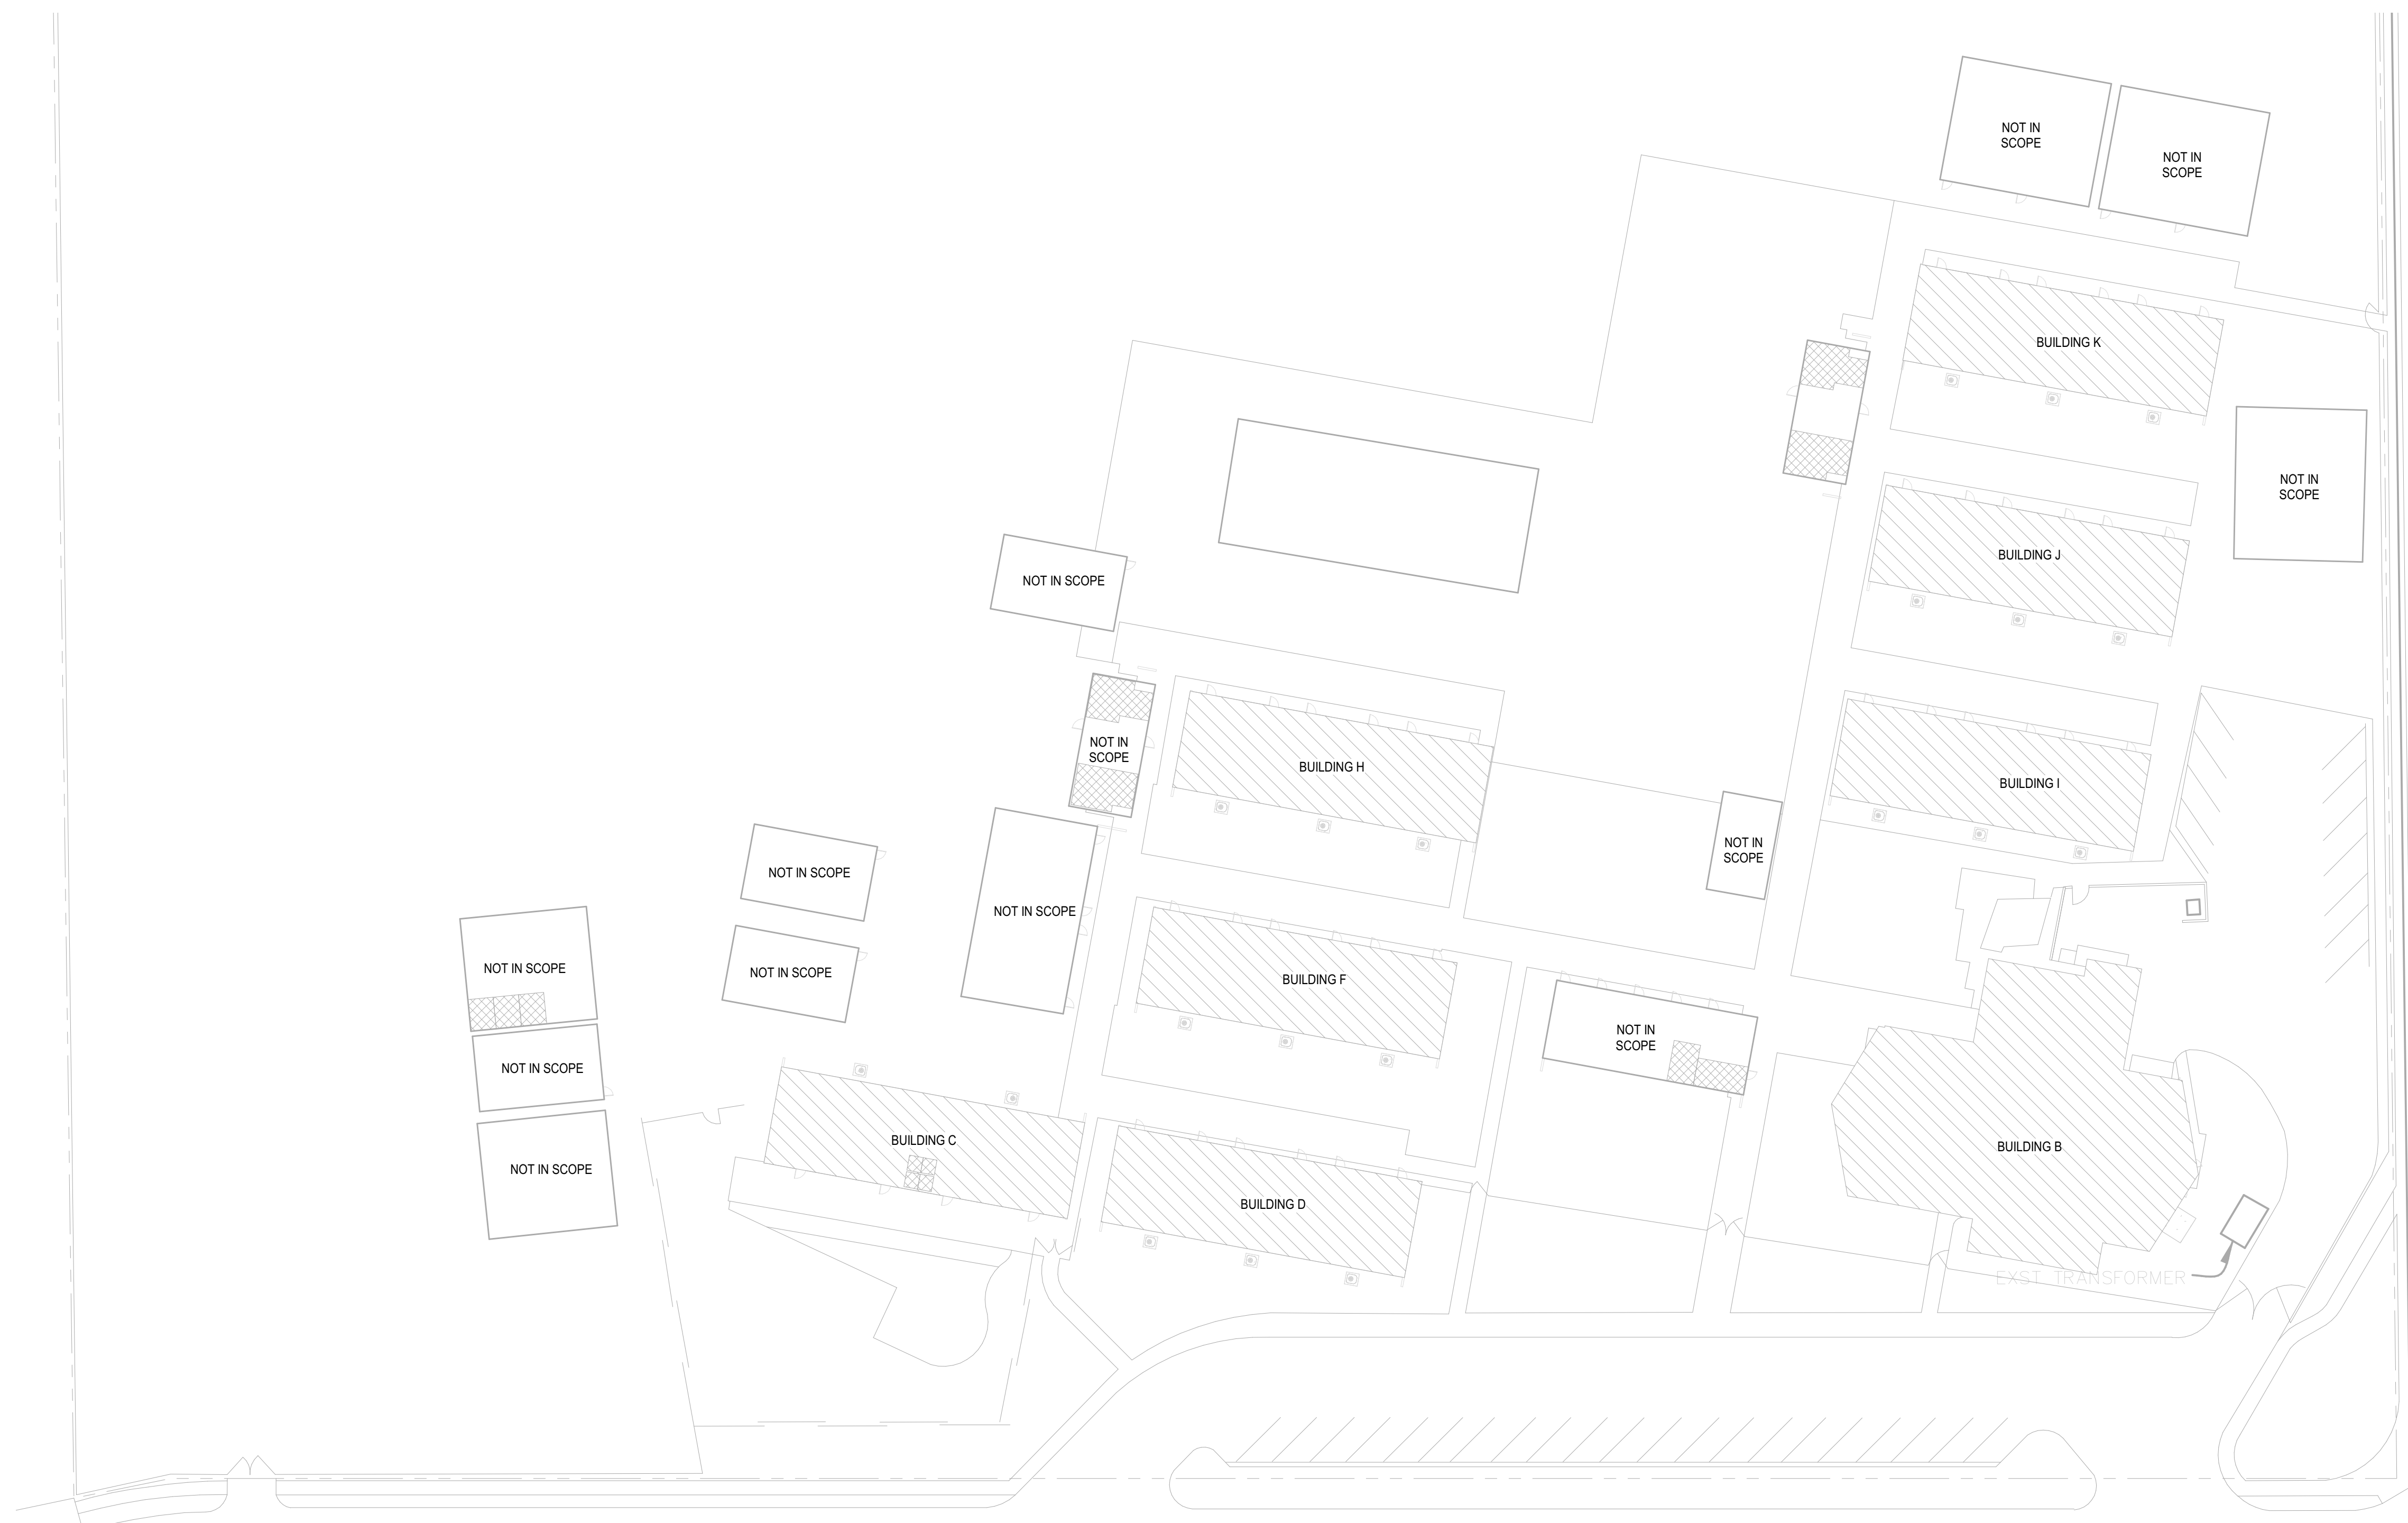 NOT IN
SCOPE
NOT IN
SCOPE
BUILDING K
NOT IN
SCOPE
BUILDING J
NOT IN SCOPE
NOT IN
SCOPE
BUILDING H
BUILDING I
NOT IN
SCOPE
NOT IN SCOPE
NOT IN SCOPE
NOT IN SCOPE
NOT IN SCOPE
BUILDING F
NOT IN
SCOPE
NOT IN SCOPE
BUILDING C
BUILDING B
NOT IN SCOPE
BUILDING D
EXST TRANSFORMER